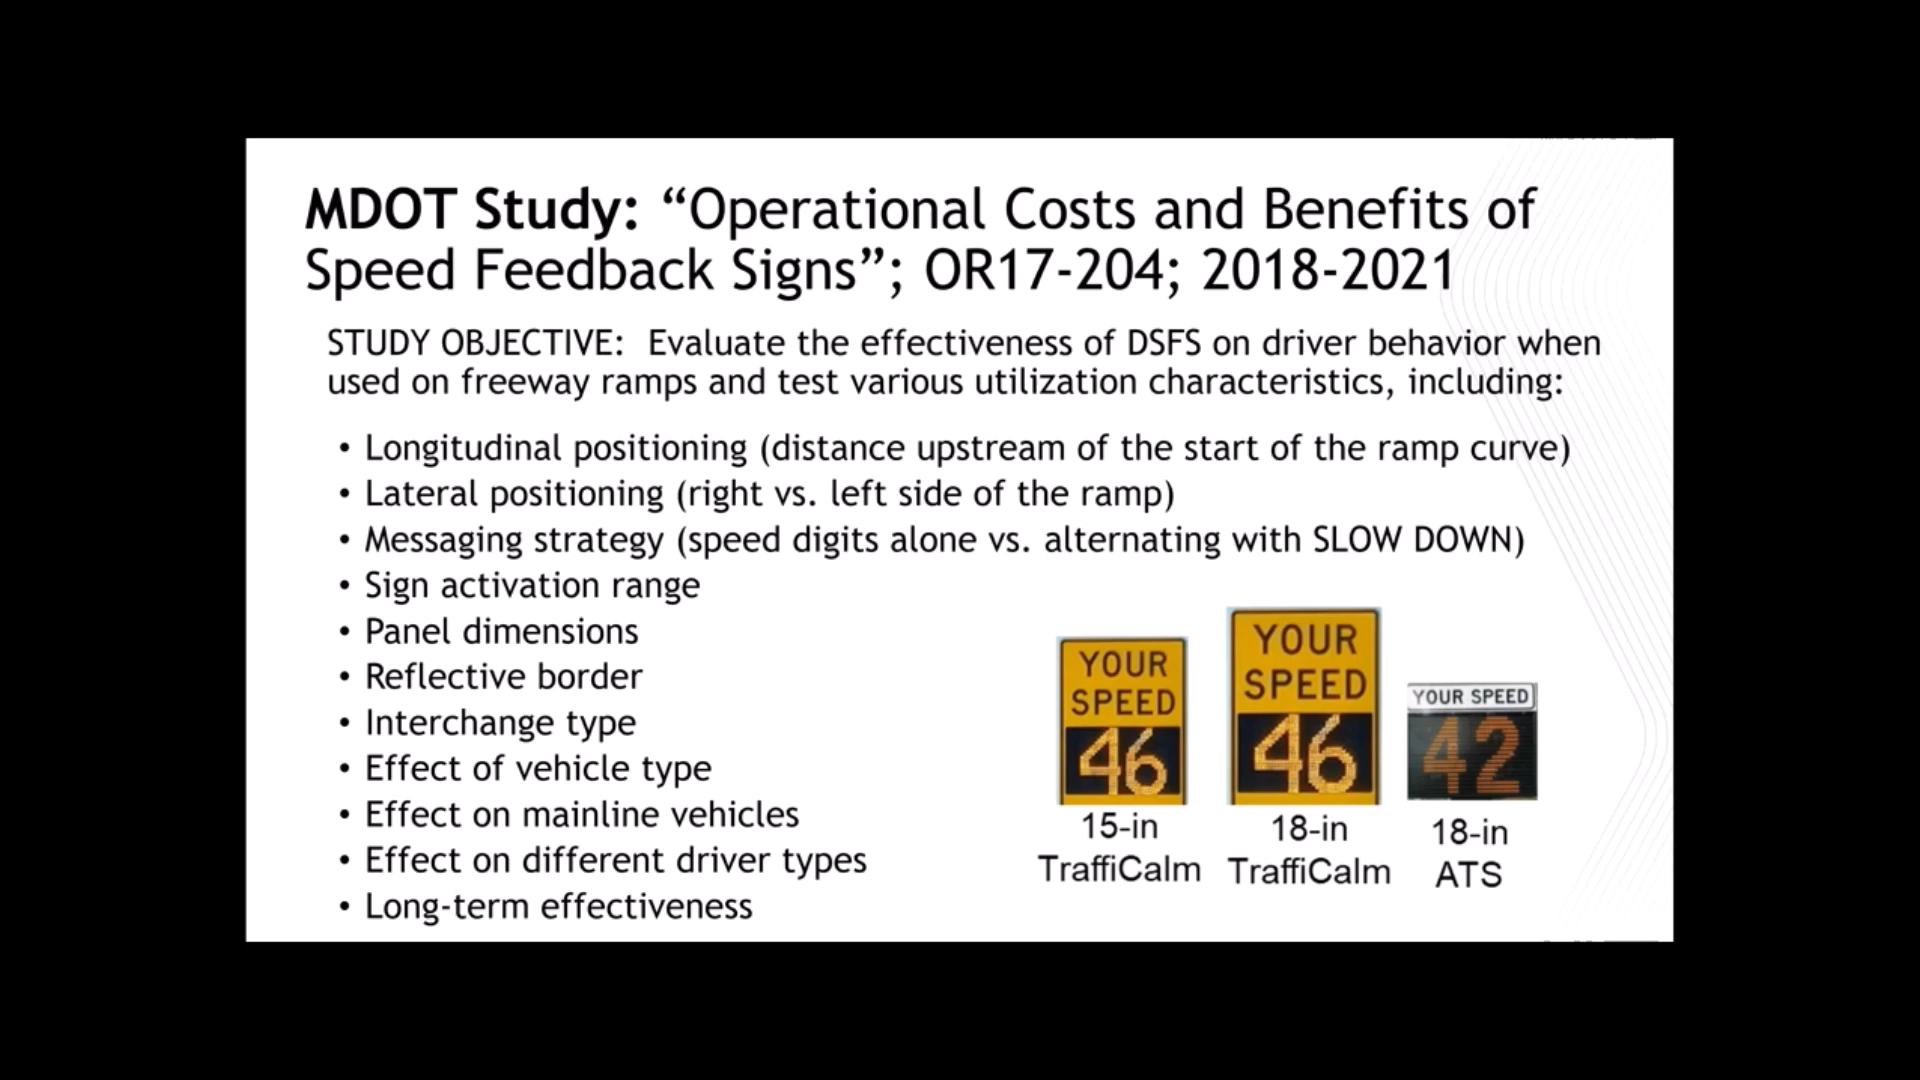 MDOT Study: “Operational Costs and Benefits of
Speed Feedback Signs”; OR17-204; 2018-2021
STUDY OBJECTIVE:  Evaluate the effectiveness of DSFS on driver behavior when
used on freeway ramps and test various utilization characteristics, including:
• Longitudinal positioning (distance upstream of the start of the ramp curve)
• Lateral positioning (right vs. left side of the ramp)
• Messaging strategy (speed digits alone vs. alternating with SLOW DOWN)
• Sign activation range
• Panel dimensions
• Reflective border
• Interchange type
• Effect of vehicle type
• Effect on mainline vehicles
• Effect on different driver types
• Long-term effectiveness
YOUR
SPEED
46
15-in
TraffiCalm
YOUR
SPEED
46
18-in
TraffiCalm
YOUR SPEED
42
18-in
ATS